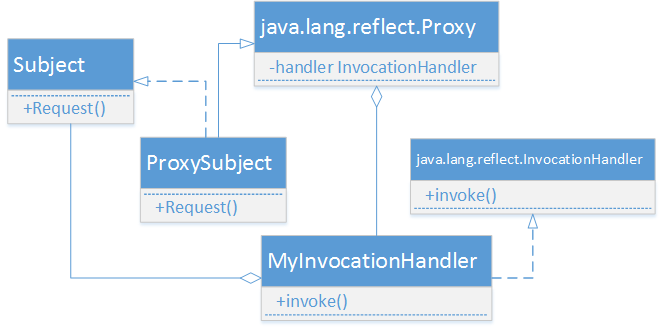 java.lang.reflect.Proxy
-handler InvocationHandler
Subject
+Request()
ProxySubject
+Request()
java.lang.reflect.InvocationHandler
+invoke()
MyInvocationHandler
+invoke()